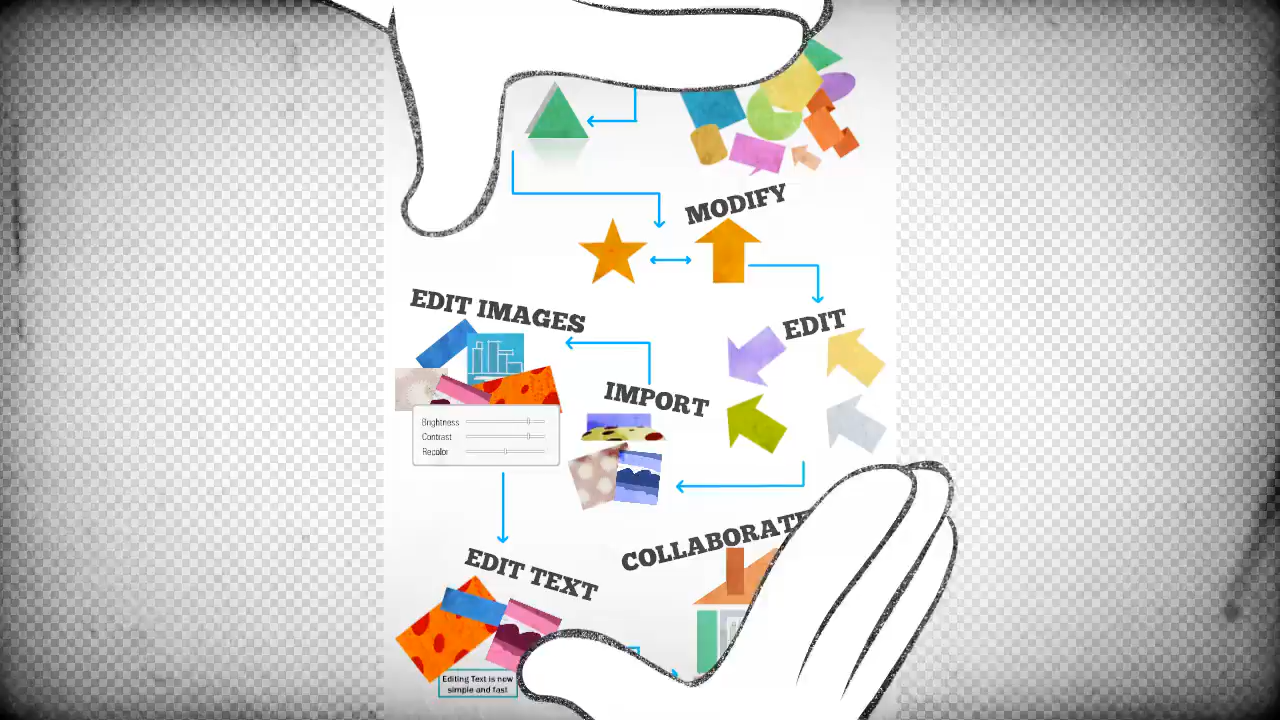 MODIFY
EDIT IMAGES
EDIT
IMPORT
Brightness
Contrast
Recolor
COLLABORATE
EDIT TEXT
Editing Text is now
simple and fast